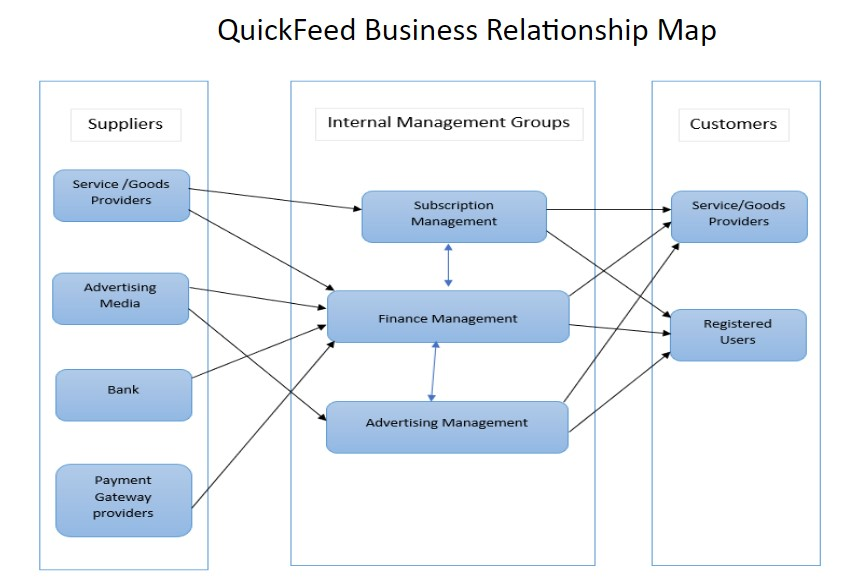 QuickFeed Business Relationship Map
Suppliers
Service /Goods
Providers
Advertising
Media
Bank
Payment
Gateway
providers
Internal Management Groups
Subscription
Management
Finance Management
Advertising Management
Customers
Service/Goods
Providers
Registered
Users